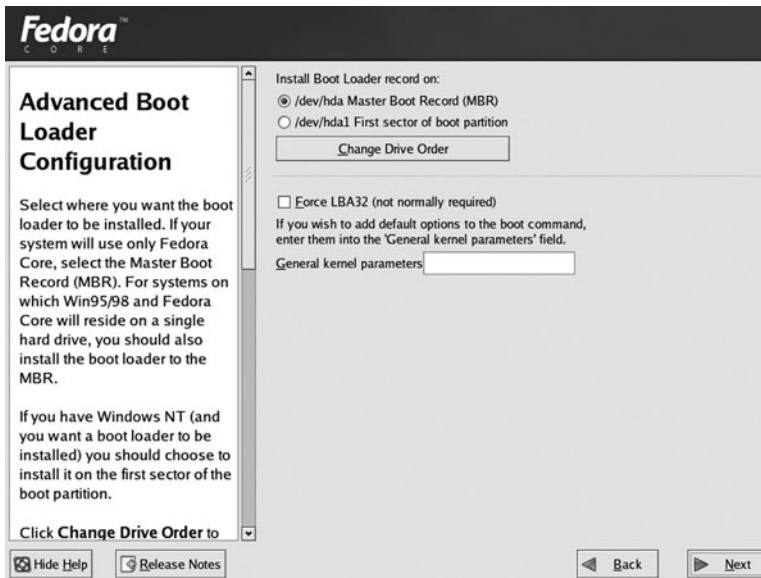 Fedora™
CORE
Advanced Boot
Loader
Configuration
Select where you want the boot
loader to be installed. If your
system will use only Fedora
Core, select the Master Boot
Record (MBR). For systems on
which Win95/98 and Fedora
Core will reside on a single
hard drive, you should also
install the boot loader to the
MBR.
If you have Windows NT (and
you want a boot loader to be
installed) you should choose to
install it on the first sector of the
boot partition.
Click Change Drive Order to
Install Boot Loader record on:
/dev/hda Master Boot Record (MBR)
/dev/hda1 First sector of boot partition
Change Drive Order
Force LBA32 (not normally required)
If you wish to add default options to the boot command,
enter them into the 'General kernel parameters' field.
General kernel parameters
Hide Help
Release Notes
Back
Next